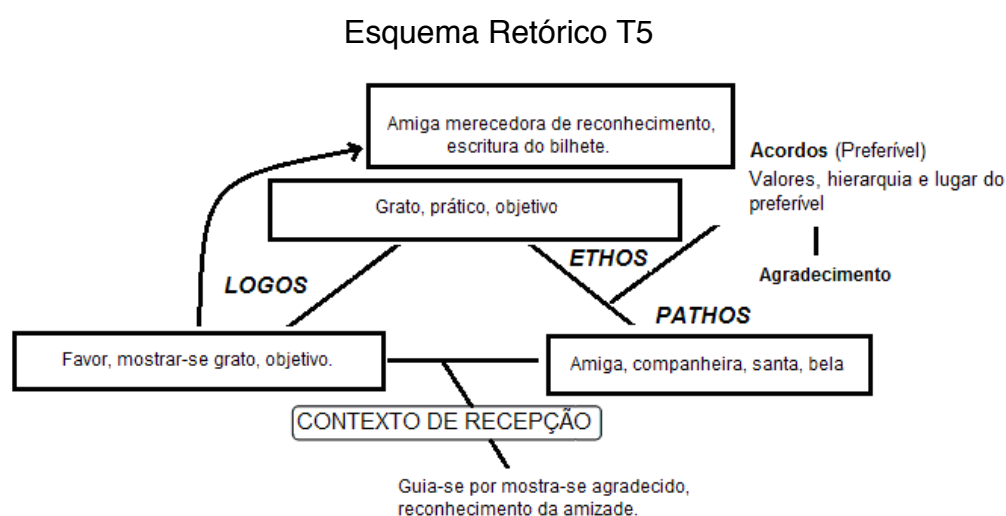 Esquema Retórico T5
Amiga merecedora de reconhecimento,
escritura do bilhete.
Acordos (Preferível)
Valores, hierarquia e lugar do
preferível
Grato, prático, objetivo
ETHOS
Agradecimento
LOGOS
PATHOS
Favor, mostrar-se grato, objetivo.
Amiga, companheira, santa, bela
CONTEXTO DE RECEPÇÃO
Guia-se por mostra-se agradecido,
reconhecimento da amizade.